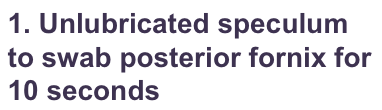 1. Unlubricated speculum
to swab posterior fornix for
10 seconds